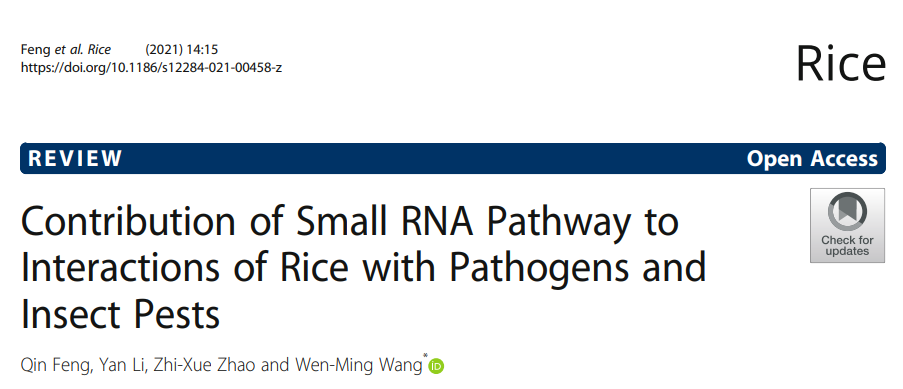 Feng et al. Rice (2021) 14:15
https://doi.org/10.1186/s12284-021-00458-z
Rice
REVIEW
Open Access
Contribution of Small RNA Pathway to
Interactions of Rice with Pathogens and
Insect Pests
Check for
updates
Qin Feng, Yan Li, Zhi-Xue Zhao and Wen-Ming Wang* iD